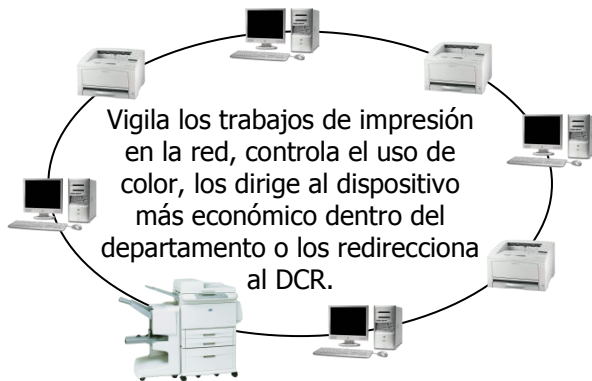 Vigila los trabajos de impresión
en la red, controla el uso de
color, los dirige al dispositivo
más económico dentro del
departamento o los redirecciona
al DCR.